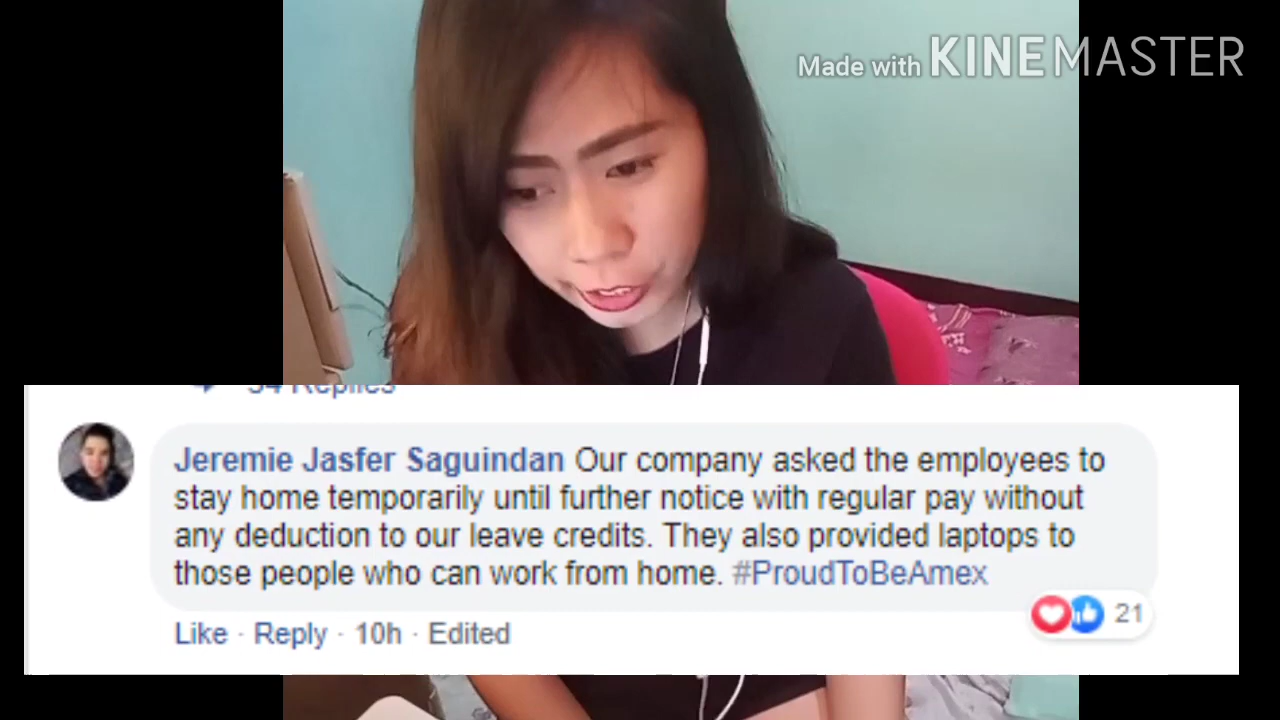 Made with KINEMASTER
34 Replies
Jeremie Jasfer Saguindan Our company asked the employees to
stay home temporarily until further notice with regular pay without
any deduction to our leave credits. They also provided laptops to
those people who can work from home. #ProudToBeAmex
21
Like · Reply · 10h · Edited